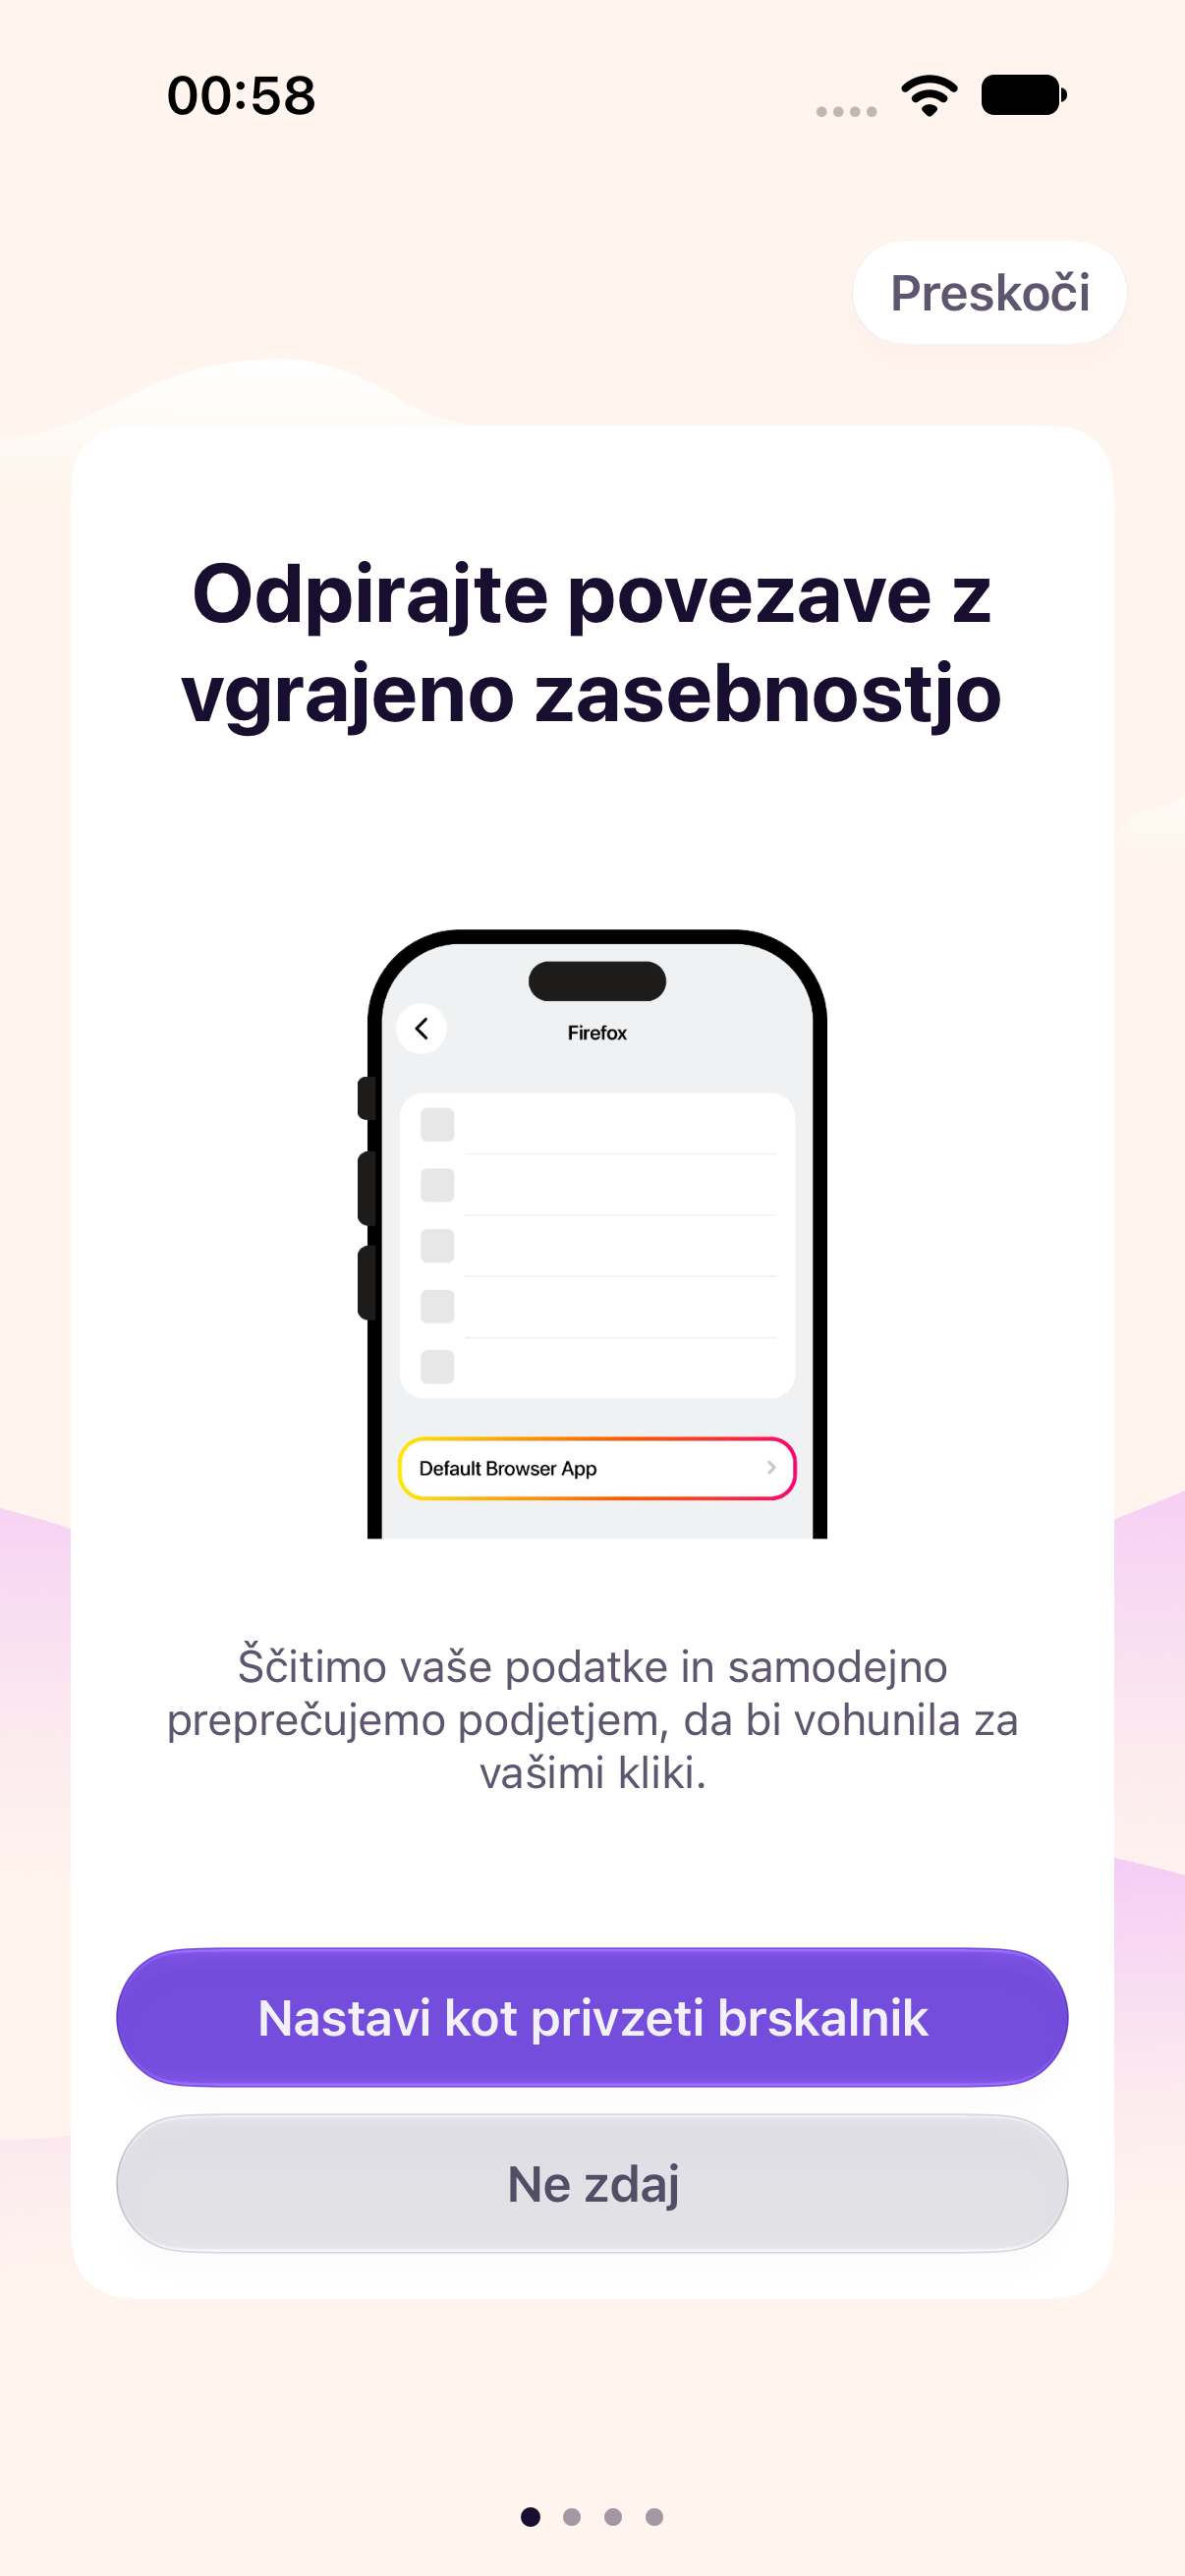 00:58
Preskoči
Odpirajte povezave z
vgrajeno zasebnostjo
Firefox
Default Browser App
Ščitimo vaše podatke in samodejno
preprečujemo podjetjem, da bi vohunila za
vašimi kliki.
Nastavi kot privzeti brskalnik
Ne zdaj